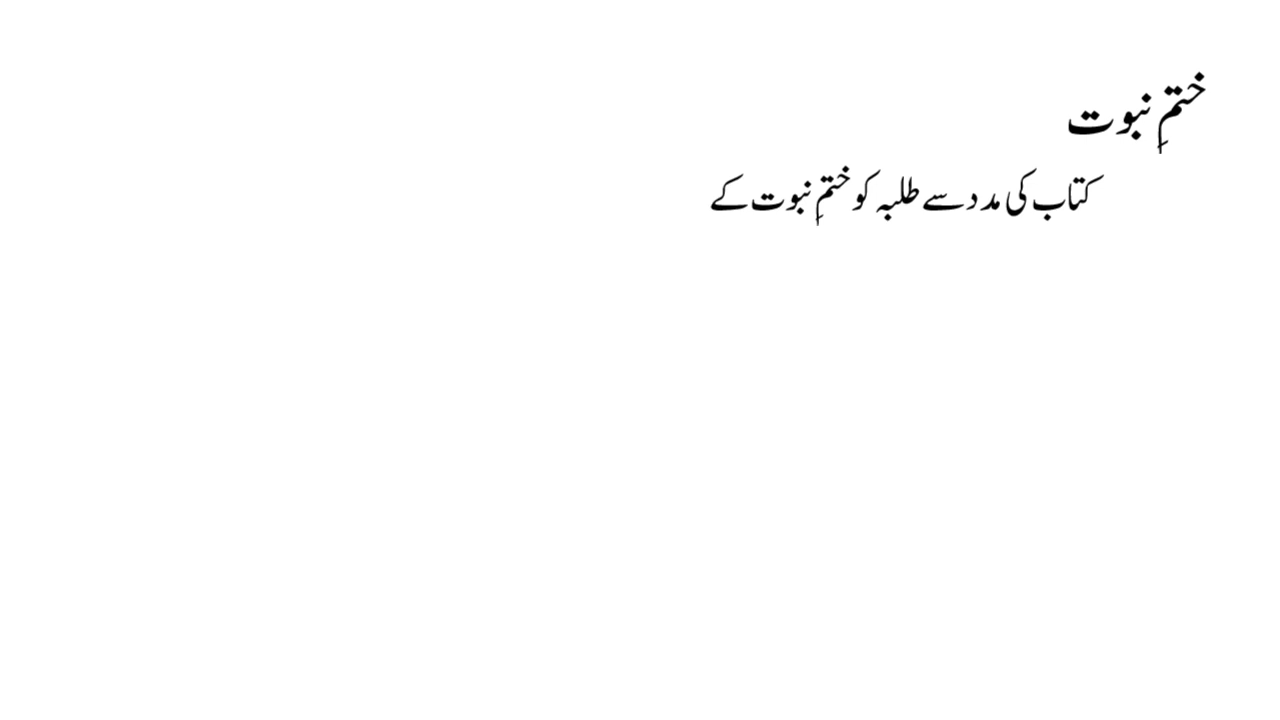 ختمِ نبوت
کتاب کی مدد سے طلبہ کو ختمِ نبوت کے